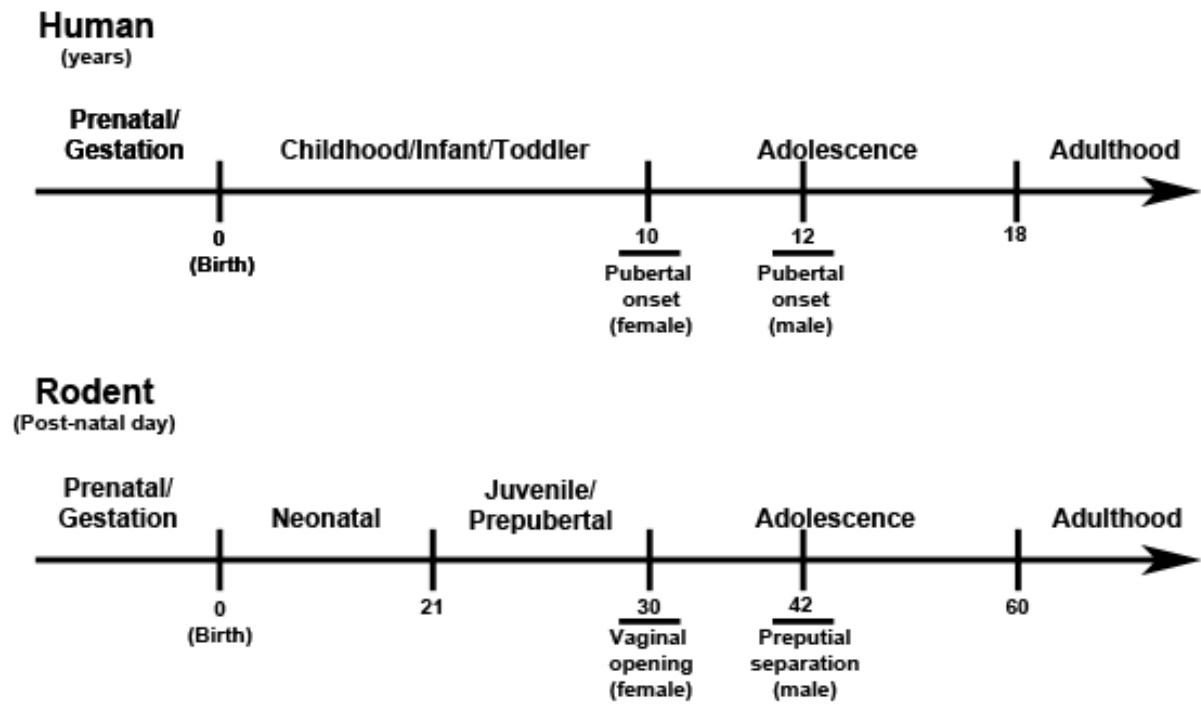 Human
(years)
Prenatal/
Gestation
Childhood/Infant/Toddler
Adolescence
Adulthood
0
(Birth)
10
Pubertal
onset
(female)
12
Pubertal
onset
(male)
18
Rodent
(Post-natal day)
Prenatal/
Gestation
Neonatal
Juvenile/
Prepubertal
Adolescence
Adulthood
0
(Birth)
21
30
Vaginal
opening
(female)
42
Preputial
separation
(male)
60